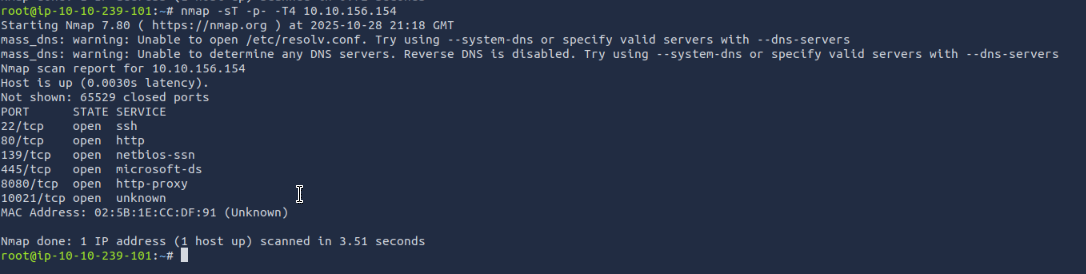 root@ip-10-10-239-101:~# nmap -sT -p- -T4 10.10.156.154
Starting Nmap 7.80 ( https://nmap.org ) at 2025-10-28 21:18 GMT
mass_dns: warning: Unable to open /etc/resolv.conf. Try using --system-dns or specify valid servers with --dns-servers
mass_dns: warning: Unable to determine any DNS servers. Reverse DNS is disabled. Try using --system-dns or specify valid servers with --dns-servers
Nmap scan report for 10.10.156.154
Host is up (0.0030s latency).
Not shown: 65529 closed ports
PORT      STATE SERVICE
22/tcp    open  ssh
80/tcp    open  http
139/tcp   open  netbios-ssn
445/tcp   open  microsoft-ds
8080/tcp  open  http-proxy
10021/tcp open  unknown
MAC Address: 02:5B:1E:CC:DF:91 (Unknown)
Nmap done: 1 IP address (1 host up) scanned in 3.51 seconds
root@ip-10-10-239-101:~#